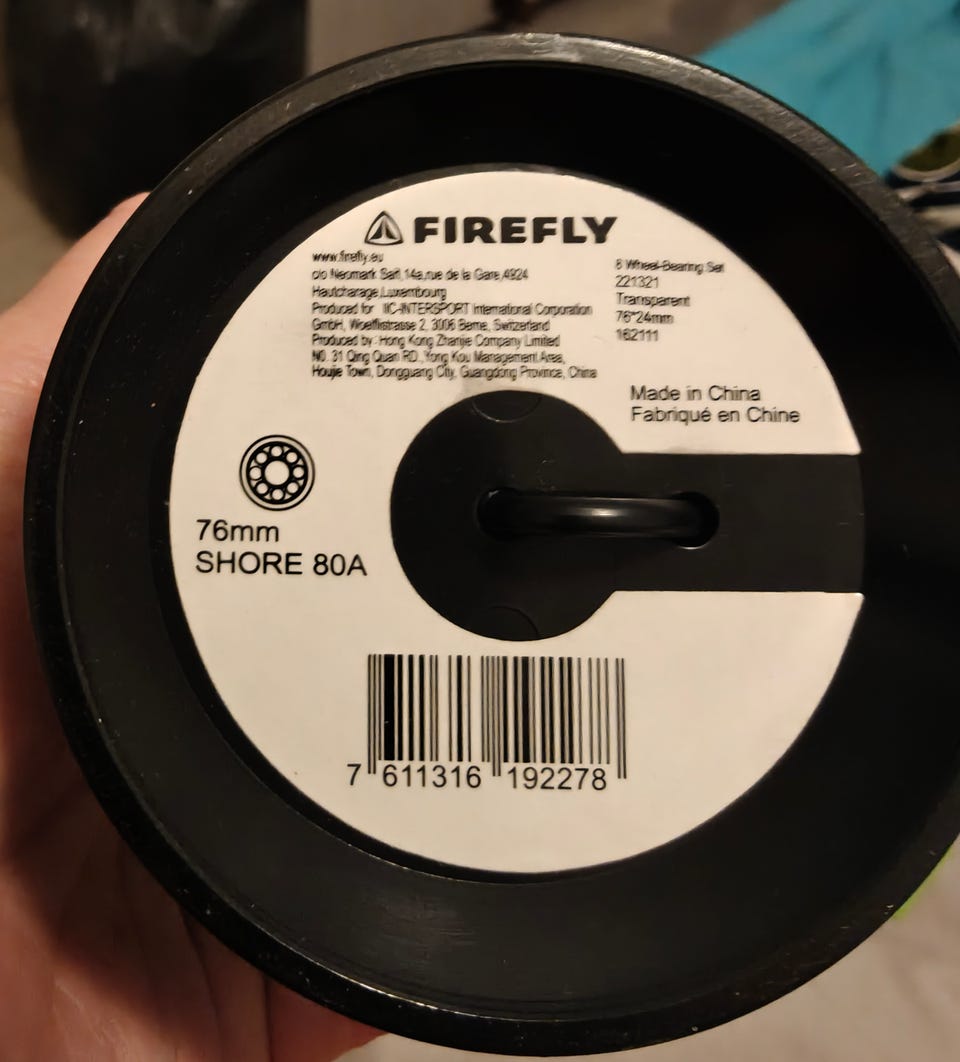 FIREFLY
www.firefly.eu
c/o Neomark Sarl, 14a,rue de la Gare,4924
Hautcharage,Luxembourg
Produced for IIC-INTERSPORT International Corporation
GmbH, Woelflistrasse 2, 3006 Berne, Switzerland
Produced by : Hong Kong Zhanjie Company Limited
NO. 31 Qing Quan RD., Yong Kou Management Area,
Houjie Town, Dongguang City, Guangdong Province, China
8 Wheel-Bearing Set
221321
Transparent
76*24mm
162111
Made in China
Fabriqué en Chine
76mm
SHORE 80A
7 611316 192278